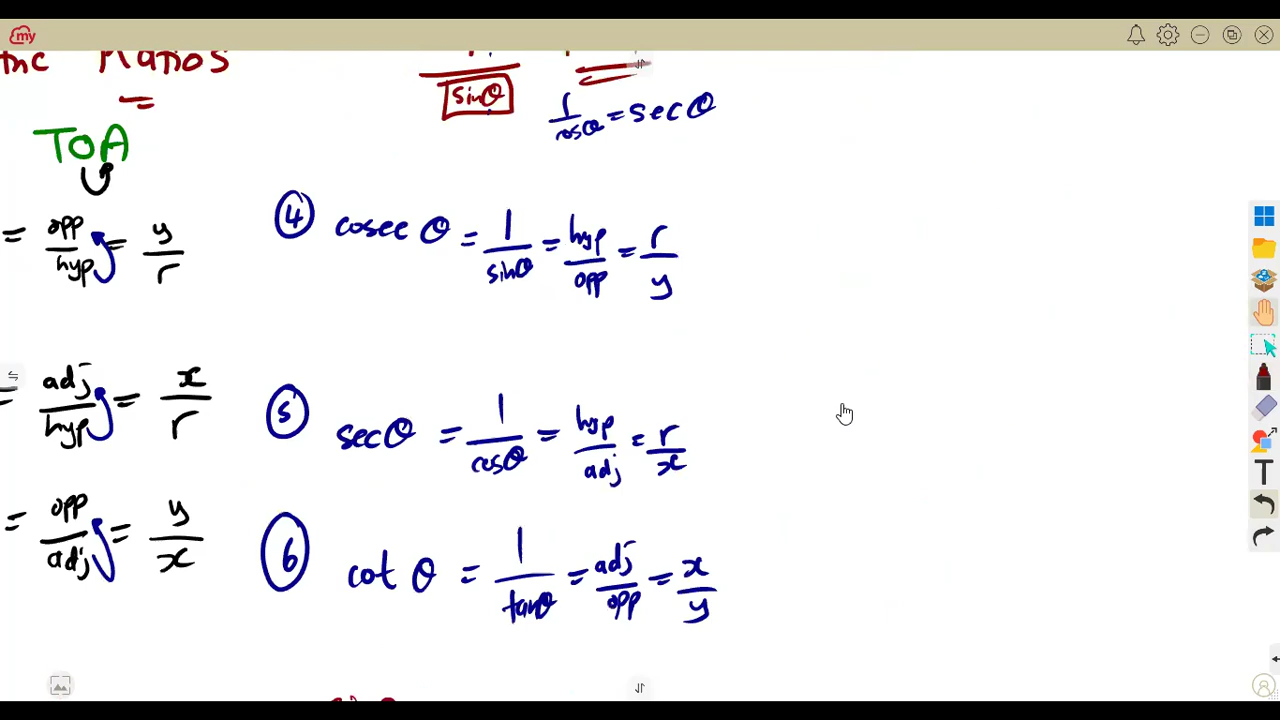 my
Ratios
sinθ
1/cosθ = secθ
TOA
= opp/hyp = y/r
④ cosec θ = 1/sinθ = hyp/opp = r/y
= adj/hyp = x/r
⑤ secθ = 1/cosθ = hyp/adj = r/x
= opp/adj = y/x
⑥ cot θ = 1/tanθ = adj/opp = x/y